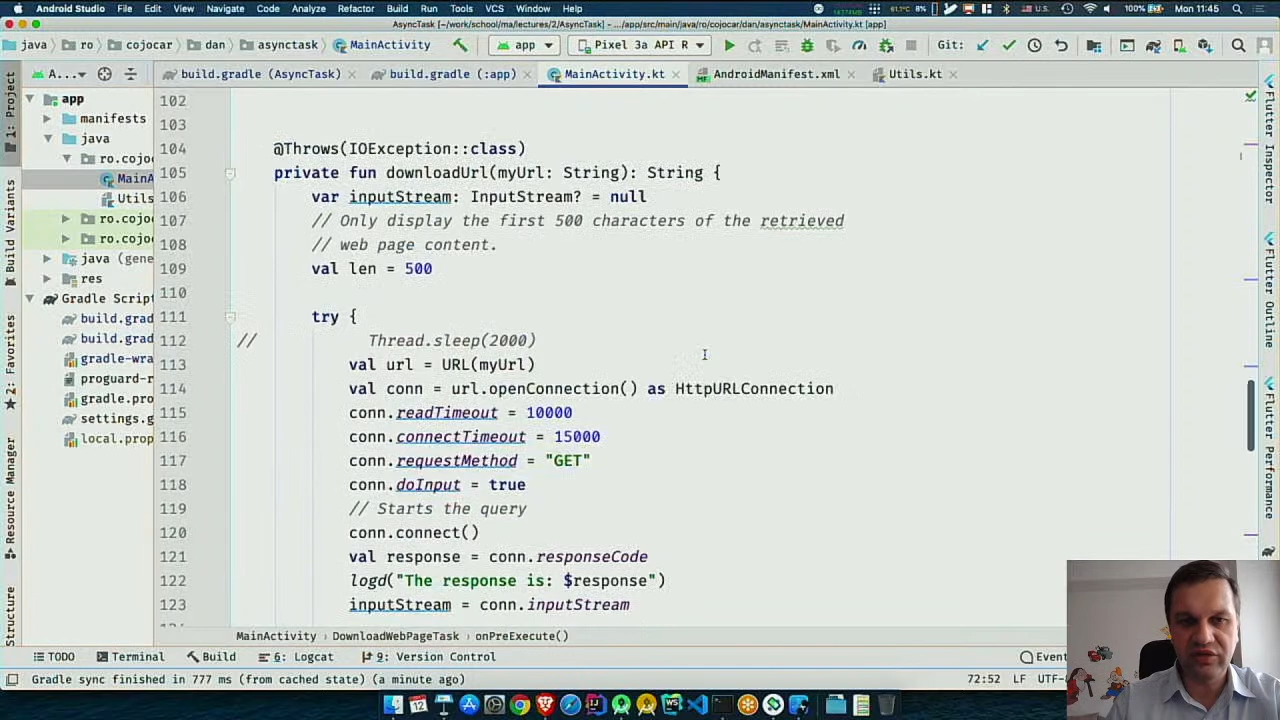 Android Studio File Edit View Navigate Code Analyze Refactor Build Run Tools VCS Window Help 61.1°C 8% U.S. 100% Mon 11:45
AsyncTask [~/work/school/ma/lectures/2/AsyncTask] - .../app/src/main/java/ro/cojocar/dan/asynctask/MainActivity.kt [app]
java ro cojocar dan asynctask MainActivity app Pixel 3a API R Git:
A... build.gradle (AsyncTask) build.gradle (:app) MainActivity.kt AndroidManifest.xml Utils.kt
1: Project
Build Variants
2: Favorites
Resource Manager
Structure
app
manifests
java
ro.cojo
MainA
Utils
ro.cojo
ro.cojo
java (gene
res
Gradle Script
build.grad
build.grad
gradle-wra
proguard-r
gradle.pro
settings.g
local.prop
102
103
104 @Throws(IOException::class)
105 private fun downloadUrl(myUrl: String): String {
106 var inputStream: InputStream? = null
107 // Only display the first 500 characters of the retrieved
108 // web page content.
109 val len = 500
110
111 try {
112 // Thread.sleep(2000)
113 val url = URL(myUrl)
114 val conn = url.openConnection() as HttpURLConnection
115 conn.readTimeout = 10000
116 conn.connectTimeout = 15000
117 conn.requestMethod = "GET"
118 conn.doInput = true
119 // Starts the query
120 conn.connect()
121 val response = conn.responseCode
122 logd("The response is: $response")
123 inputStream = conn.inputStream
Flutter Inspector
Flutter Outline
Flutter Performance
MainActivity › DownloadWebPageTask › onPreExecute()
TODO Terminal Build 6: Logcat 9: Version Control Event
Gradle sync finished in 777 ms (from cached state) (a minute ago) 72:52 LF UTF-
12